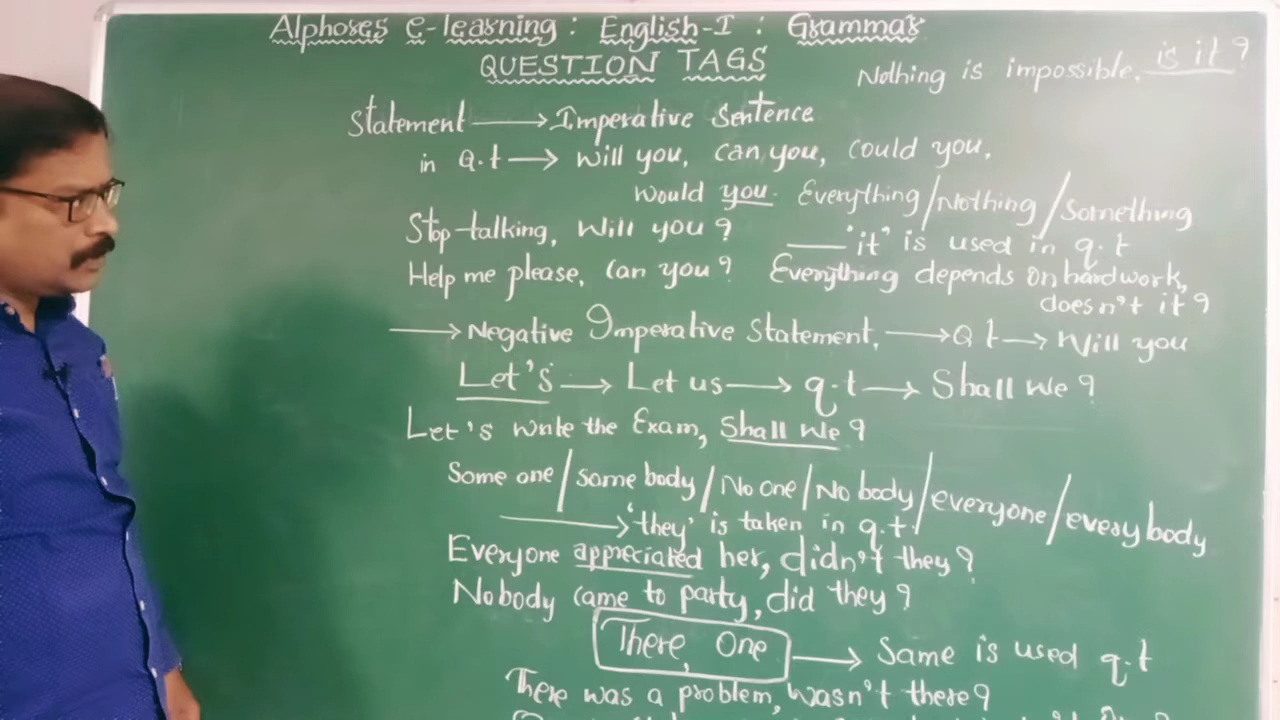 Alphores e-learning : English-I : Grammar
QUESTION TAGS
Nothing is impossible, is it?
Statement → Imperative Sentence
in Q.t → Will you, can you, could you,
would you.
Everything/Nothing/Something
— 'it' is used in q.t
Everything depends on hardwork,
doesn't it?
Stop talking, Will you?
Help me please, Can you?
→ Negative Imperative Statement, → Q t → Will you
Let's → Let us → q.t → Shall We?
Let's write the Exam, Shall We?
Some one/some body/No one/No body/everyone/every body
→ 'they' is taken in q.t.
Everyone appreciated her, didn't they?
Nobody came to party, did they?
There, One → Same is used q.t
There was a problem, wasn't there?